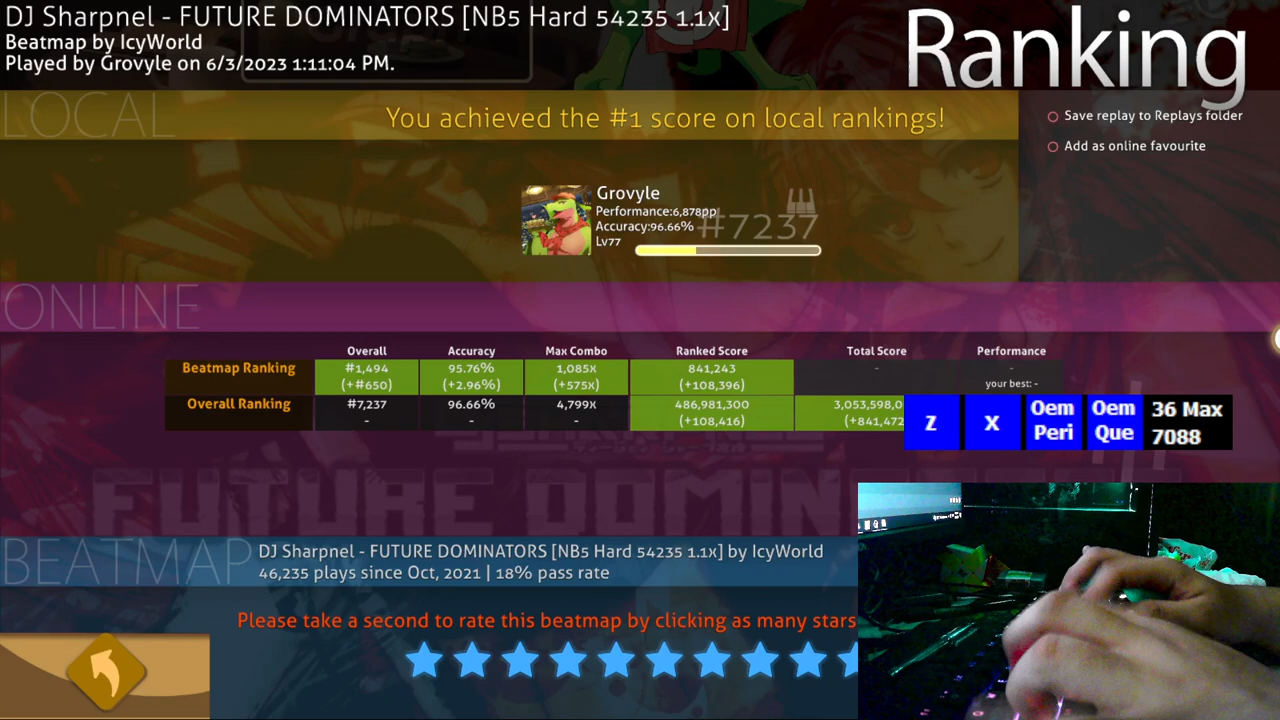 DJ Sharpnel - FUTURE DOMINATORS [NB5 Hard 54235 1.1x]
Beatmap by IcyWorld
Played by Grovyle on 6/3/2023 1:11:04 PM.
Ranking
LOCAL
You achieved the #1 score on local rankings!
Save replay to Replays folder
Add as online favourite
Grovyle
Performance:6,878pp
#7237
Accuracy:96.66%
Lv77
ONLINE
Overall Accuracy Max Combo Ranked Score Total Score Performance
Beatmap Ranking #1,494 95.76% 1,085x 841,243 - -
(+#650) (+2.96%) (+575x) (+108,396) your best: -
Overall Ranking #7,237 96.66% 4,799x 486,981,300 3,053,598,0
- - - (+108,416) (+841,472
Z X Oem Peri Oem Que 36 Max 7088
FUTURE DOMIN
BEATMAP
DJ Sharpnel - FUTURE DOMINATORS [NB5 Hard 54235 1.1x] by IcyWorld
46,235 plays since Oct, 2021 | 18% pass rate
Please take a second to rate this beatmap by clicking as many stars